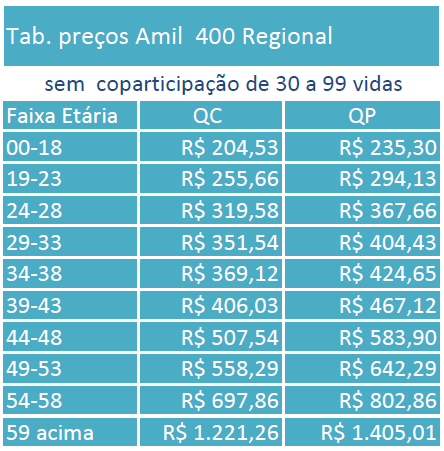 Tab. preços Amil 400 Regional
sem coparticipação de 30 a 99 vidas
Faixa Etária QC QP
00-18 R$ 204,53 R$ 235,30
19-23 R$ 255,66 R$ 294,13
24-28 R$ 319,58 R$ 367,66
29-33 R$ 351,54 R$ 404,43
34-38 R$ 369,12 R$ 424,65
39-43 R$ 406,03 R$ 467,12
44-48 R$ 507,54 R$ 583,90
49-53 R$ 558,29 R$ 642,29
54-58 R$ 697,86 R$ 802,86
59 acima R$ 1.221,26 R$ 1.405,01